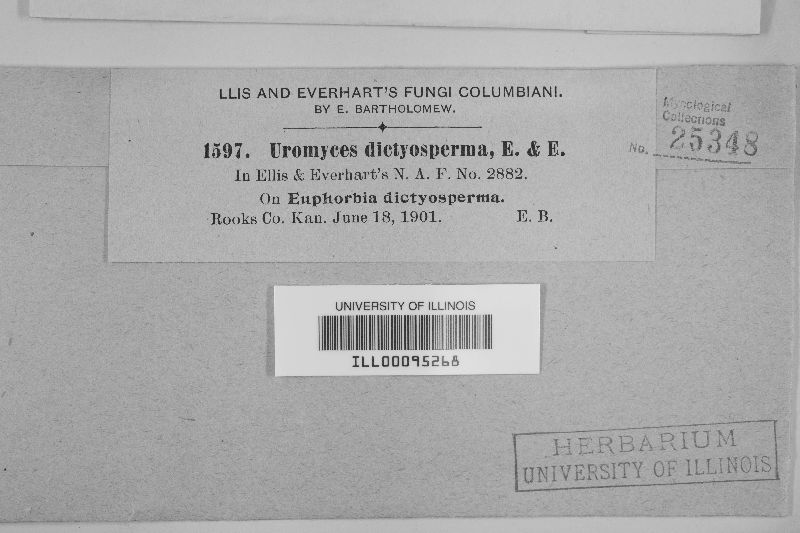 LLIS AND EVERHART'S FUNGI COLUMBIANI.
BY E. BARTHOLOMEW.
1597. Uromyces dictyosperma, E. & E.
In Ellis & Everhart's N. A. F. No. 2882.
On Euphorbia dictyosperma.
Rooks Co. Kan. June 18, 1901. E. B.
Mycological
Collections
No. 25348
UNIVERSITY OF ILLINOIS
ILL00095268
HERBARIUM
UNIVERSITY OF ILLINOIS